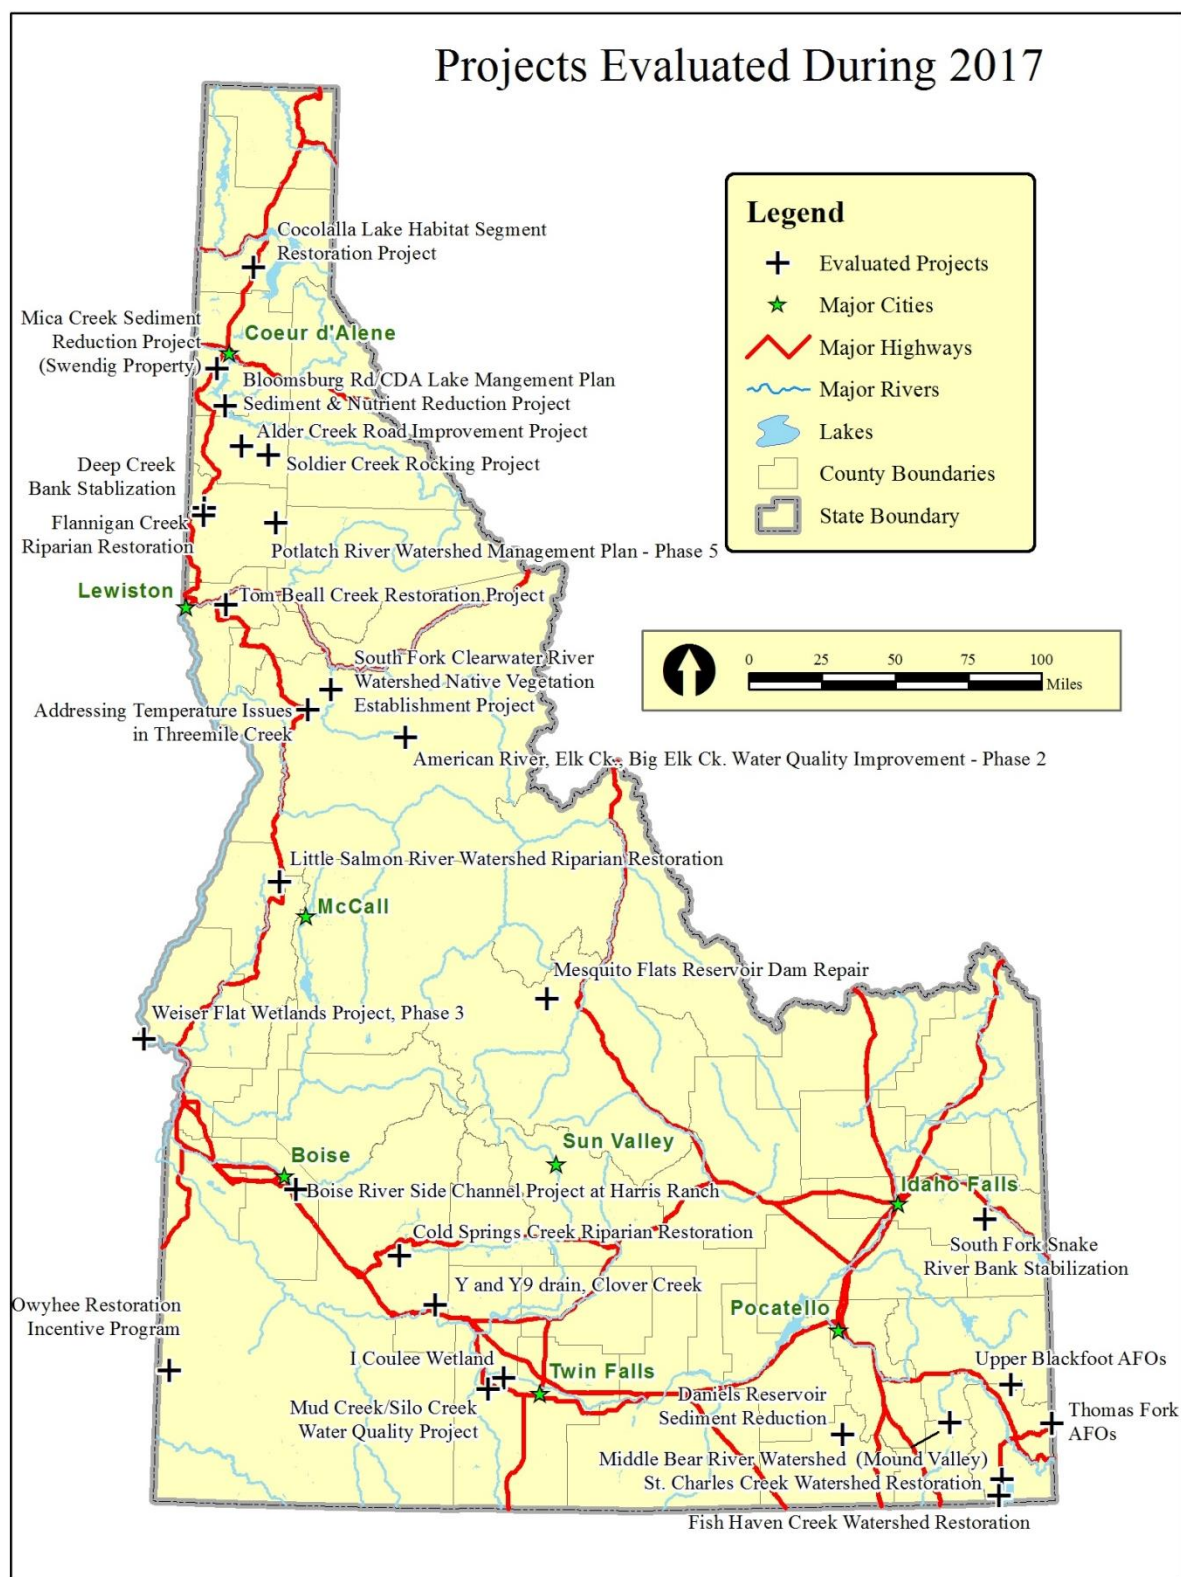 Projects Evaluated During 2017
Legend
Evaluated Projects
Major Cities
Major Highways
Major Rivers
Lakes
County Boundaries
State Boundary
Cocolalla Lake Habitat Segment
Restoration Project
Mica Creek Sediment
Reduction Project
(Swendig Property)
Coeur d'Alene
Bloomsburg Rd/CDA Lake Mangement Plan
Sediment & Nutrient Reduction Project
Alder Creek Road Improvement Project
Soldier Creek Rocking Project
Deep Creek
Bank Stablization
Flannigan Creek
Riparian Restoration
Potlatch River Watershed Management Plan - Phase 5
Lewiston
Tom Beall Creek Restoration Project
0 25 50 75 100
Miles
South Fork Clearwater River
Watershed Native Vegetation
Establishment Project
Addressing Temperature Issues
in Threemile Creek
American River, Elk Ck., Big Elk Ck. Water Quality Improvement - Phase 2
Little Salmon River Watershed Riparian Restoration
McCall
Mesquito Flats Reservoir Dam Repair
Weiser Flat Wetlands Project, Phase 3
Sun Valley
Boise
Boise River Side Channel Project at Harris Ranch
Idaho Falls
Cold Springs Creek Riparian Restoration
South Fork Snake
River Bank Stabilization
Y and Y9 drain, Clover Creek
Owyhee Restoration
Incentive Program
Pocatello
I Coulee Wetland
Twin Falls
Upper Blackfoot AFOs
Mud Creek/Silo Creek
Water Quality Project
Daniels Reservoir
Sediment Reduction
Thomas Fork
AFOs
Middle Bear River Watershed (Mound Valley)
St. Charles Creek Watershed Restoration
Fish Haven Creek Watershed Restoration